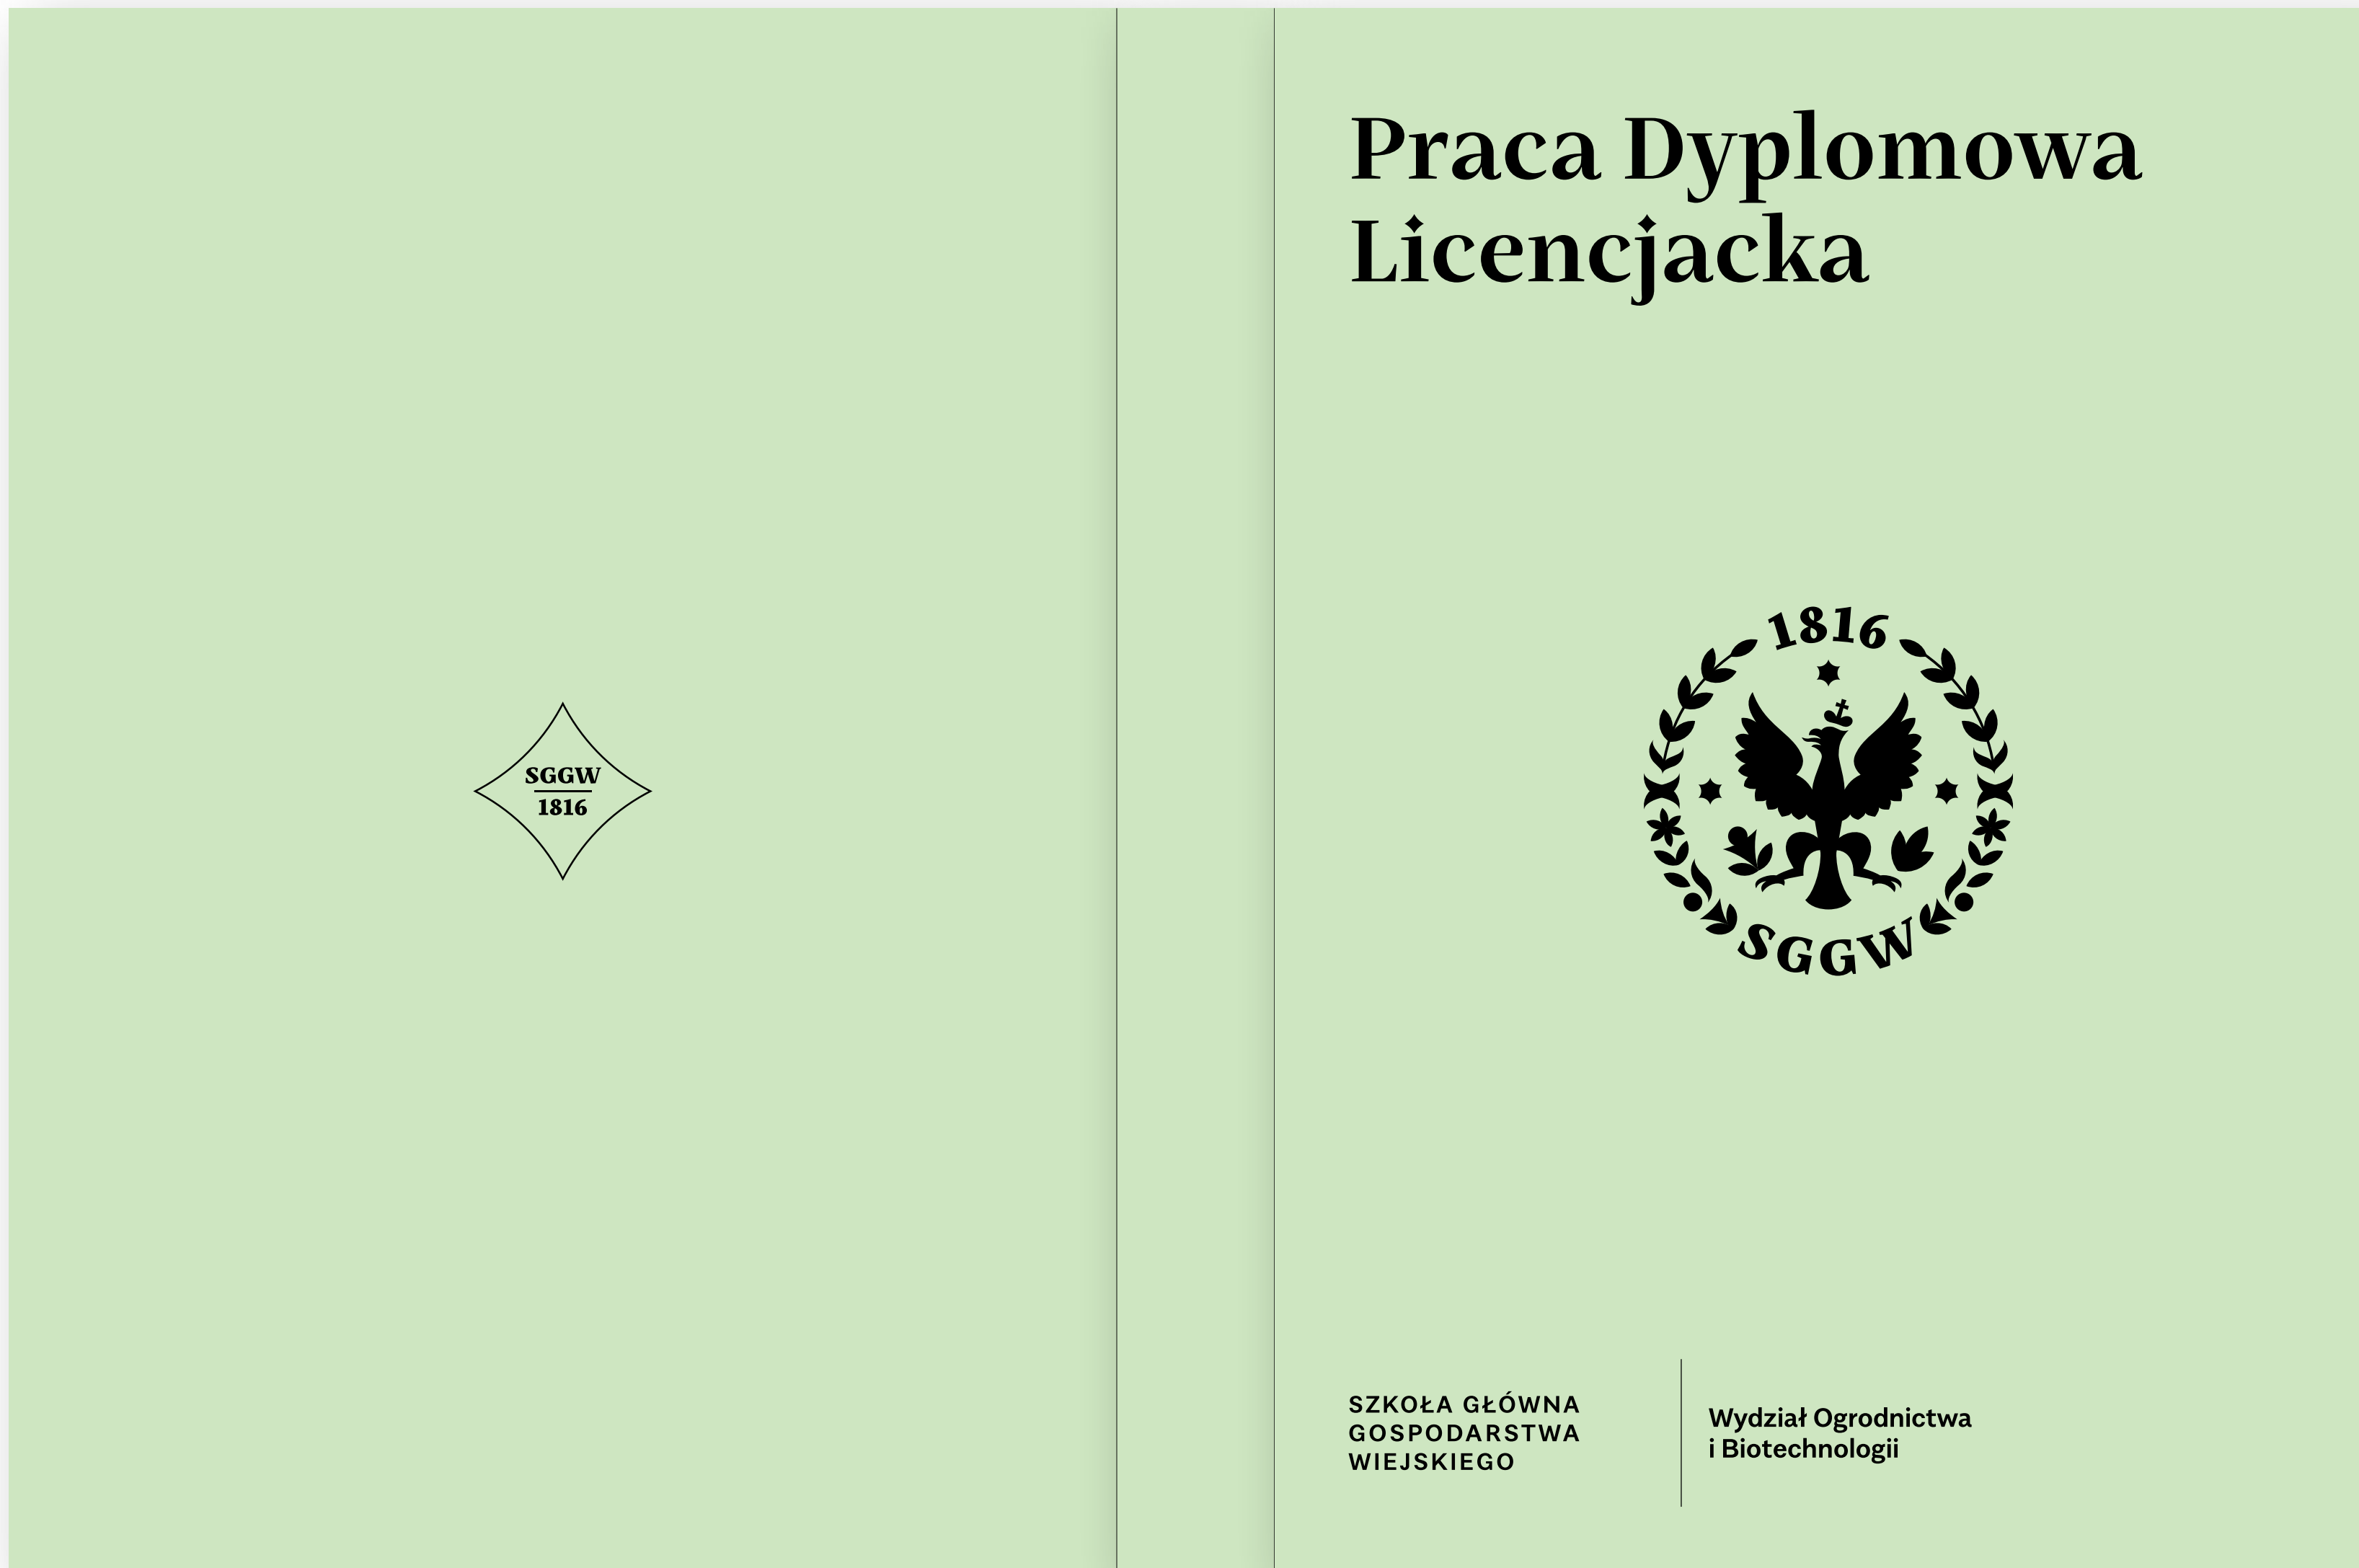 SGGW
1816
Praca Dyplomowa
Licencjacka
1816
SGGW
SZKOŁA GŁÓWNA
GOSPODARSTWA
WIEJSKIEGO
Wydział Ogrodnictwa
i Biotechnologii